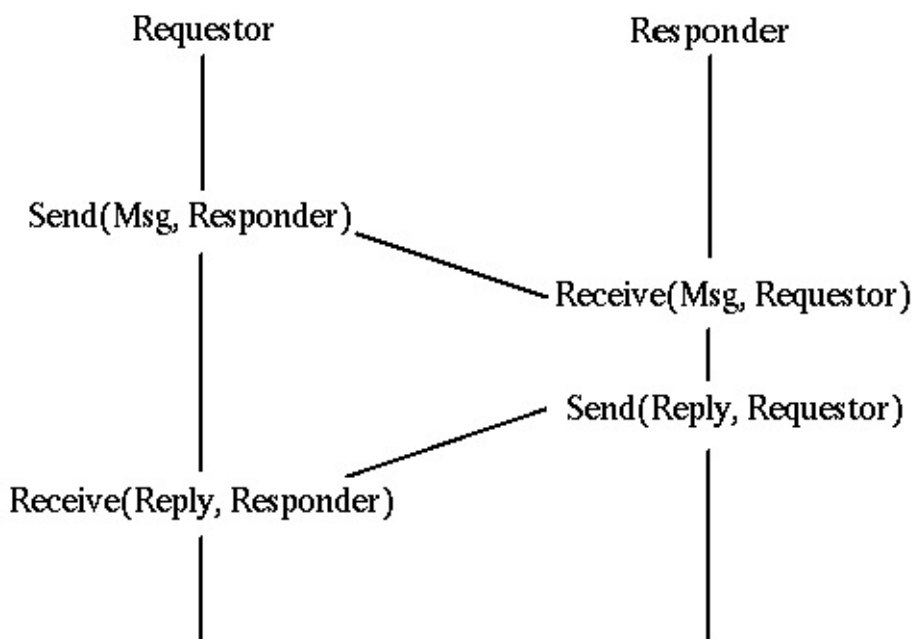 Requestor
Responder
Send(Msg, Responder)
Receive(Msg, Requestor)
Send(Reply, Requestor)
Receive(Reply, Responder)